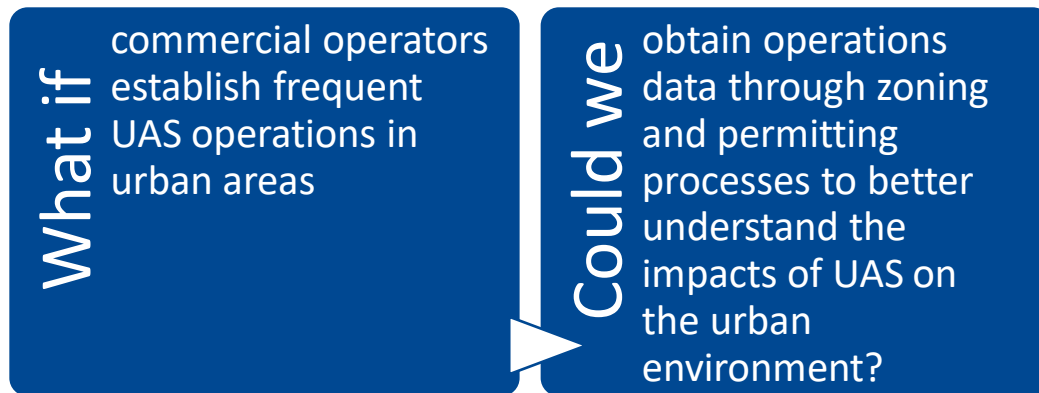 What if
commercial operators
establish frequent
UAS operations in
urban areas
Could we
obtain operations
data through zoning
and permitting
processes to better
understand the
impacts of UAS on
the urban
environment?